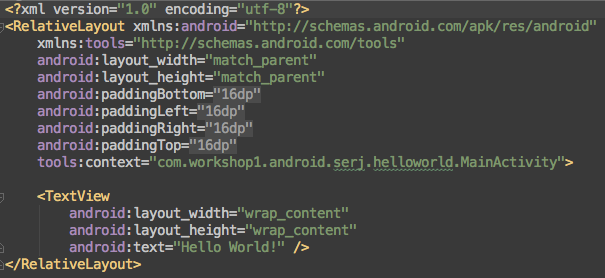 <?xml version="1.0" encoding="utf-8"?>
<RelativeLayout xmlns:android="http://schemas.android.com/apk/res/android"
    xmlns:tools="http://schemas.android.com/tools"
    android:layout_width="match_parent"
    android:layout_height="match_parent"
    android:paddingBottom="16dp"
    android:paddingLeft="16dp"
    android:paddingRight="16dp"
    android:paddingTop="16dp"
    tools:context="com.workshop1.android.serj.helloworld.MainActivity">

    <TextView
        android:layout_width="wrap_content"
        android:layout_height="wrap_content"
        android:text="Hello World!" />
</RelativeLayout>